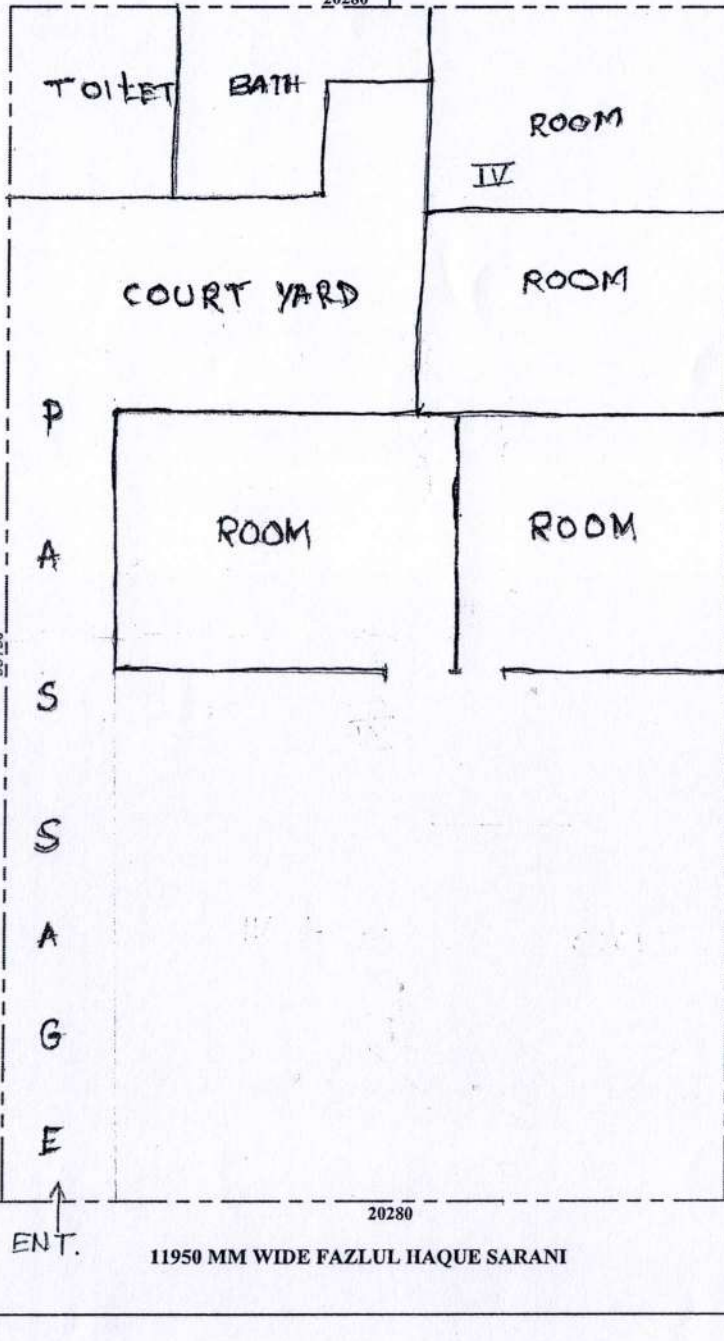 20280
TOILET BATH
ROOM
IV
COURT YARD
ROOM
ROOM
ROOM
P
A
S
S
A
G
E
ENT.
20280
11950 MM WIDE FAZLUL HAQUE SARANI